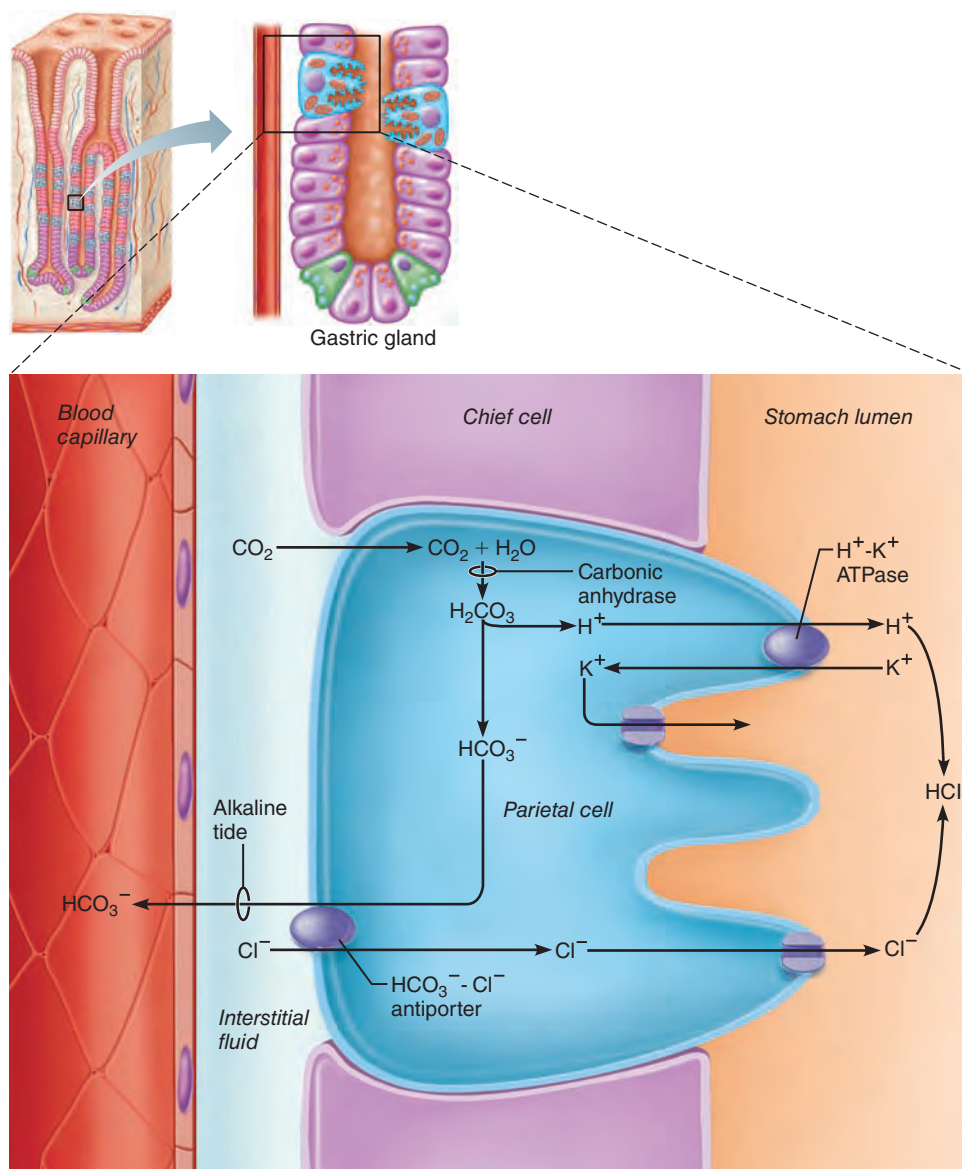 Gastric gland
Blood
capillary
Chief cell
Stomach lumen
CO₂
CO₂ + H₂O
Carbonic
anhydrase
H⁺-K⁺
ATPase
H₂CO₃
H⁺
H⁺
K⁺
K⁺
HCO₃⁻
HCl
Parietal cell
Alkaline
tide
HCO₃⁻
Cl⁻
Cl⁻
Cl⁻
HCO₃⁻-Cl⁻
antiporter
Interstitial
fluid